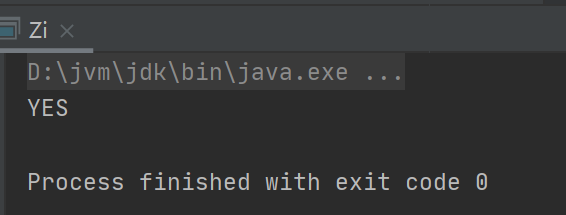 Zi
D:\jvm\jdk\bin\java.exe ...
YES
Process finished with exit code 0